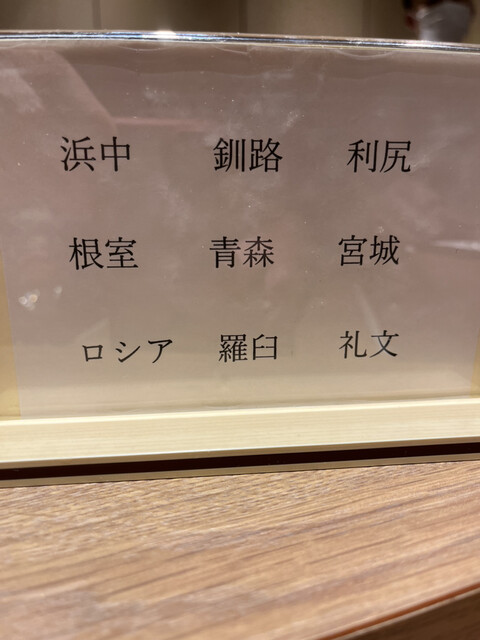 浜中 釧路 利尻
根室 青森 宮城
ロシア 羅臼 礼文